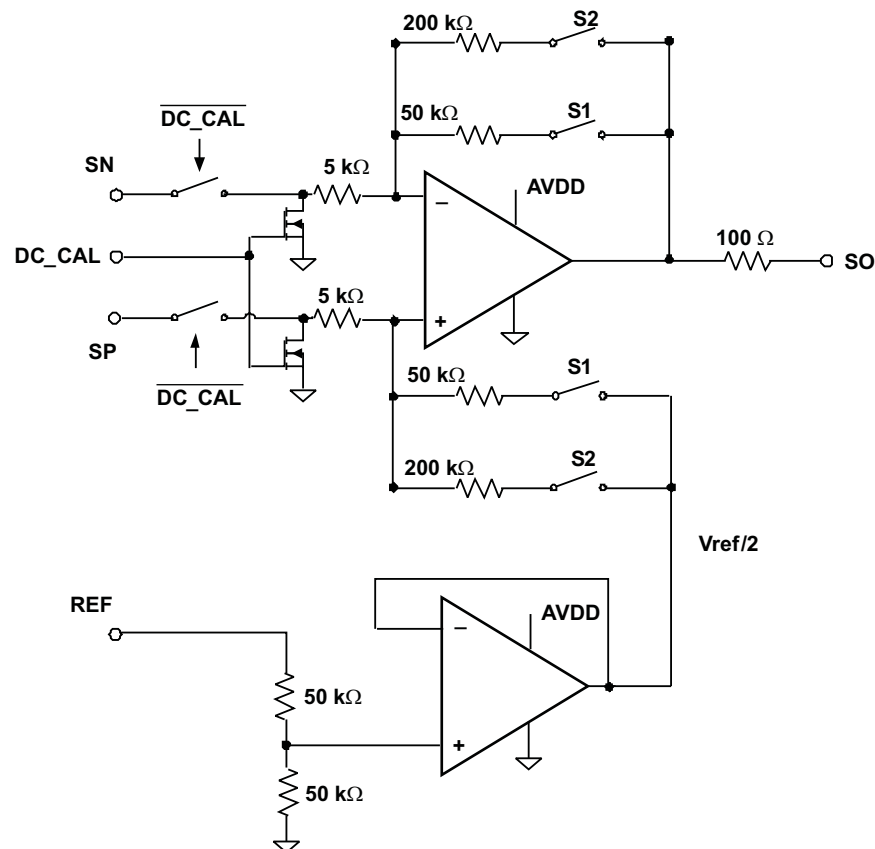 S2
200 kΩ
DC_CAL
S1
50 kΩ
SN
5 kΩ
AVDD
−
100 Ω
DC_CAL
SO
5 kΩ
+
SP
S1
50 kΩ
DC_CAL
S2
200 kΩ
Vref/2
REF
AVDD
−
50 kΩ
+
50 kΩ